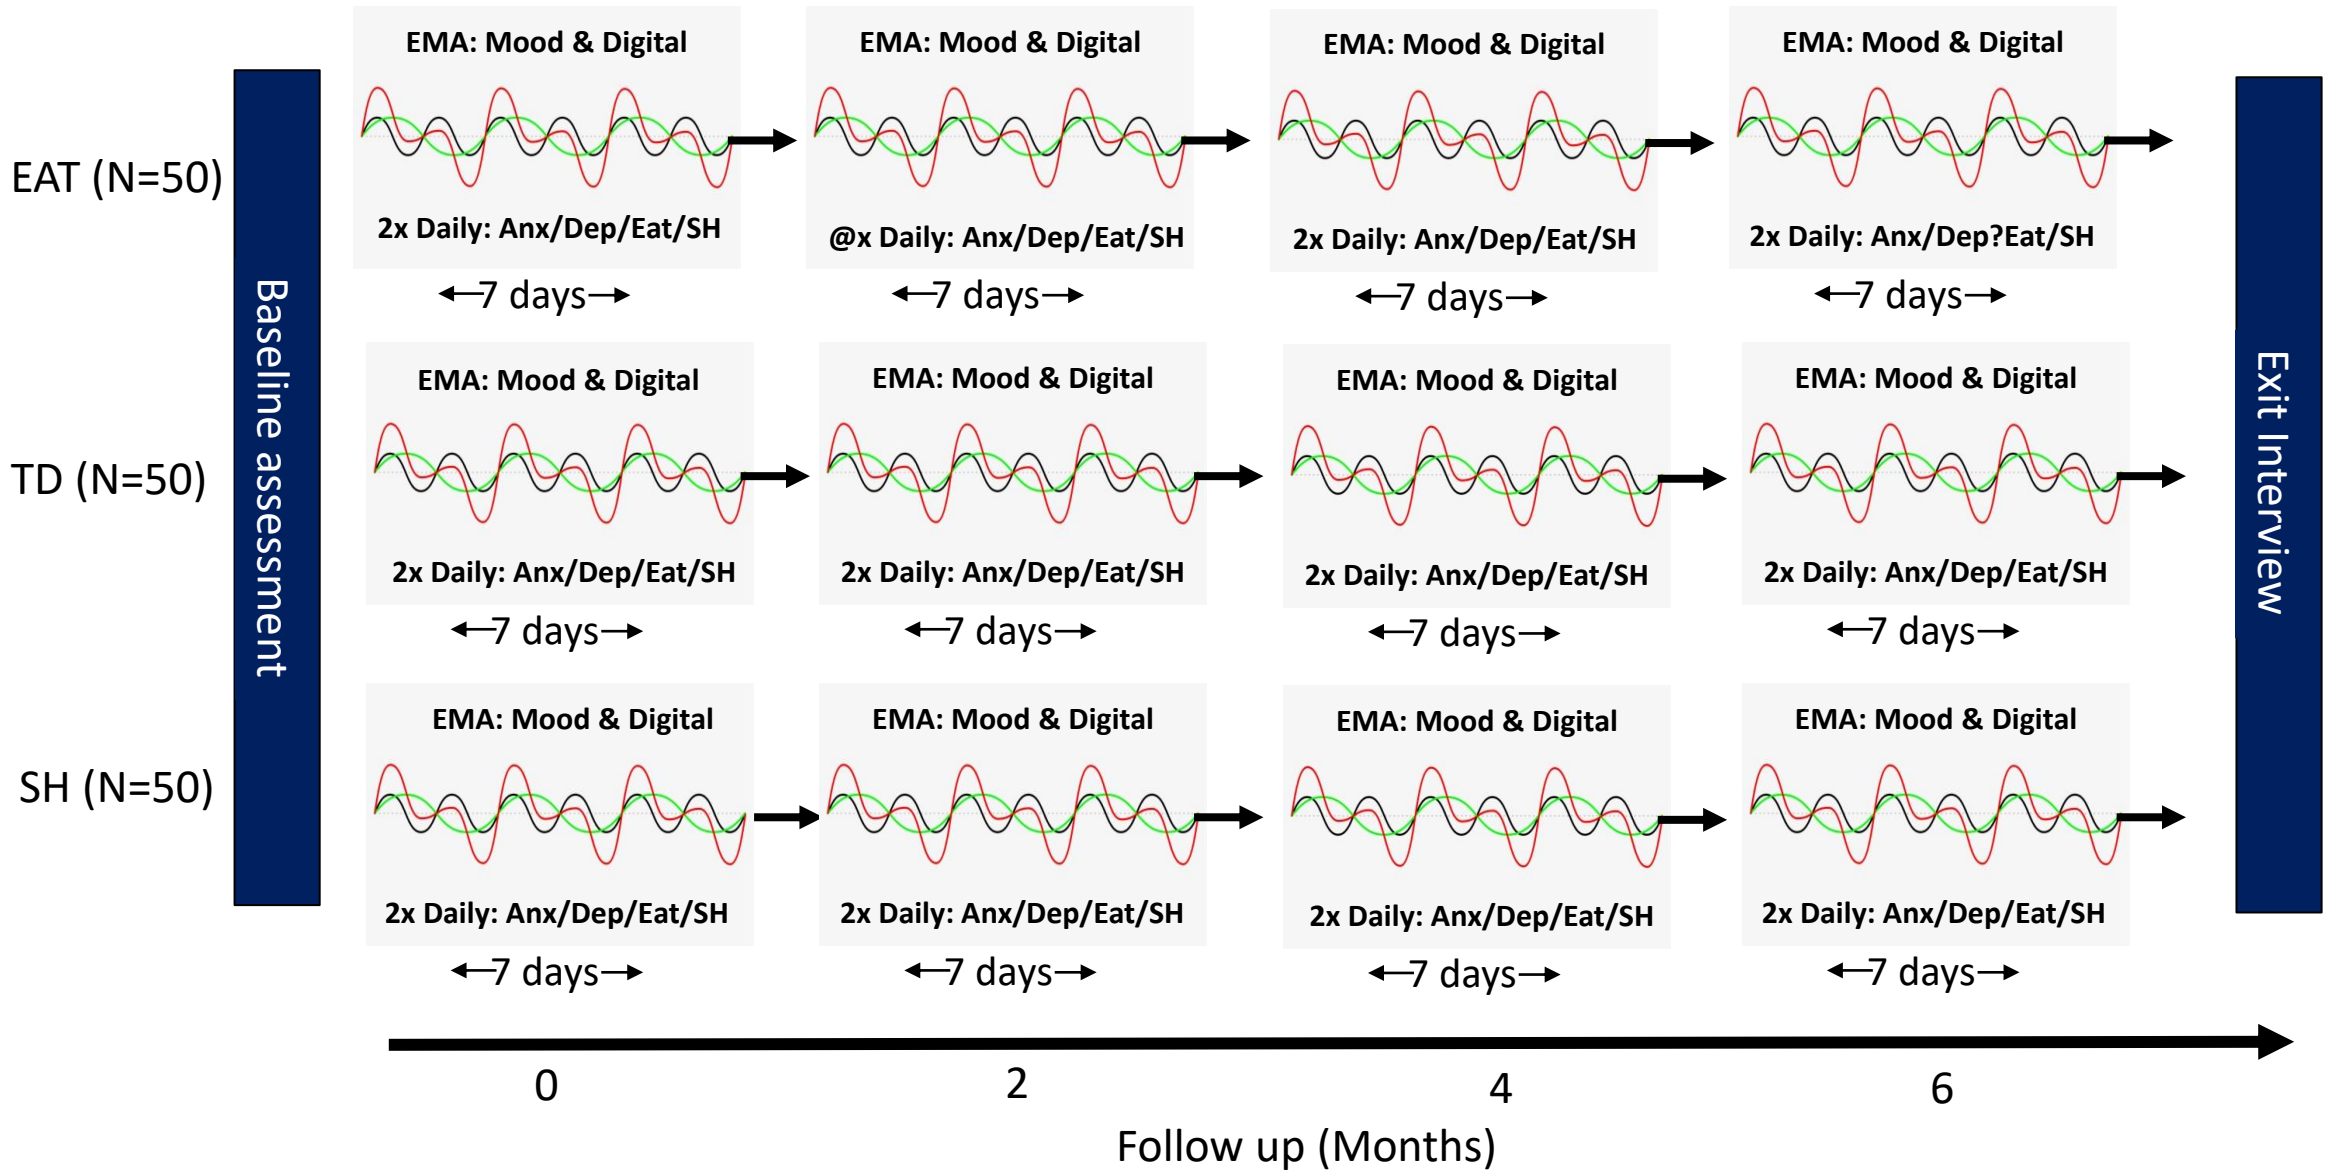 EMA: Mood & Digital
EMA: Mood & Digital
EMA: Mood & Digital
EMA: Mood & Digital
EAT (N=50)
2x Daily: Anx/Dep/Eat/SH
@x Daily: Anx/Dep/Eat/SH
2x Daily: Anx/Dep/Eat/SH
2x Daily: Anx/Dep?Eat/SH
7 days
7 days
7 days
7 days
Baseline assessment
EMA: Mood & Digital
EMA: Mood & Digital
EMA: Mood & Digital
EMA: Mood & Digital
Exit Interview
TD (N=50)
2x Daily: Anx/Dep/Eat/SH
2x Daily: Anx/Dep/Eat/SH
2x Daily: Anx/Dep/Eat/SH
2x Daily: Anx/Dep/Eat/SH
7 days
7 days
7 days
7 days
EMA: Mood & Digital
EMA: Mood & Digital
EMA: Mood & Digital
EMA: Mood & Digital
SH (N=50)
2x Daily: Anx/Dep/Eat/SH
2x Daily: Anx/Dep/Eat/SH
2x Daily: Anx/Dep/Eat/SH
2x Daily: Anx/Dep/Eat/SH
7 days
7 days
7 days
7 days
0
2
4
6
Follow up (Months)